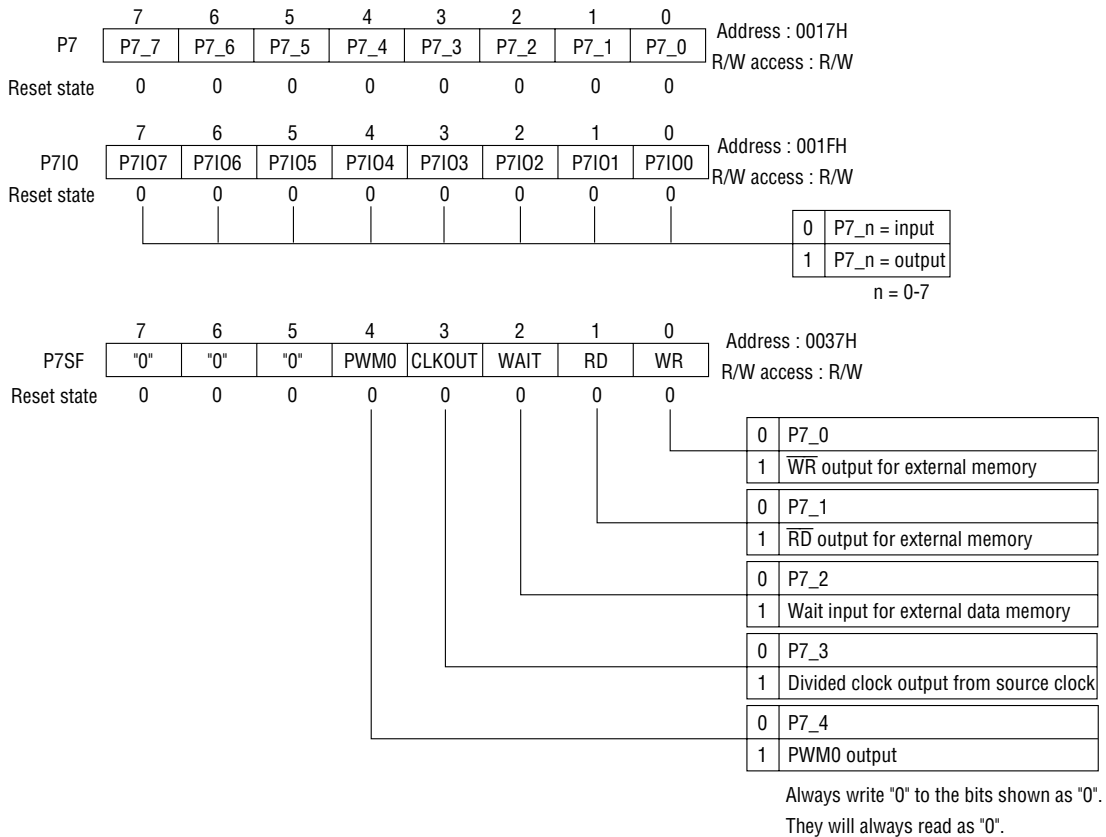 7 6 5 4 3 2 1 0
P7 P7_7 P7_6 P7_5 P7_4 P7_3 P7_2 P7_1 P7_0 Address : 0017H
R/W access : R/W
Reset state 0 0 0 0 0 0 0 0
7 6 5 4 3 2 1 0
P7IO P7IO7 P7IO6 P7IO5 P7IO4 P7IO3 P7IO2 P7IO1 P7IO0 Address : 001FH
R/W access : R/W
Reset state 0 0 0 0 0 0 0 0
0 P7_n = input
1 P7_n = output
n = 0-7
7 6 5 4 3 2 1 0
P7SF "0" "0" "0" PWM0 CLKOUT WAIT RD WR Address : 0037H
R/W access : R/W
Reset state 0 0 0 0 0 0 0 0
0 P7_0
1 W̅R̅ output for external memory
0 P7_1
1 R̅D̅ output for external memory
0 P7_2
1 Wait input for external data memory
0 P7_3
1 Divided clock output from source clock
0 P7_4
1 PWM0 output
Always write "0" to the bits shown as "0".
They will always read as "0".